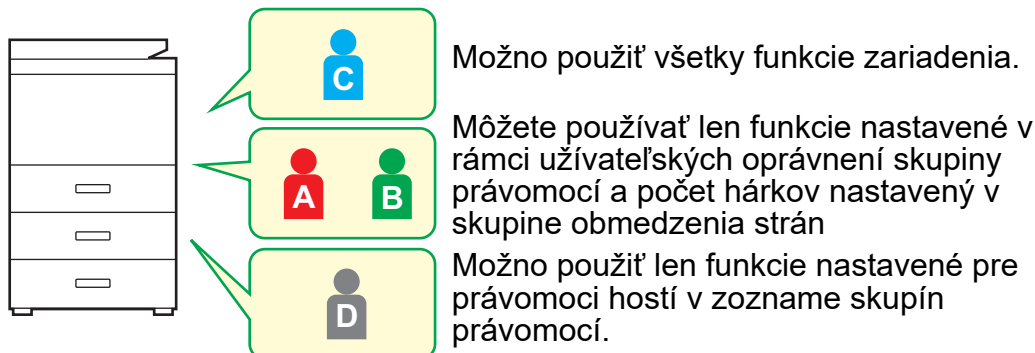 C
Možno použiť všetky funkcie zariadenia.
A B
Môžete používať len funkcie nastavené v
rámci užívateľských oprávnení skupiny
právomocí a počet hárkov nastavený v
skupine obmedzenia strán
D
Možno použiť len funkcie nastavené pre
právomoci hostí v zozname skupín
právomocí.